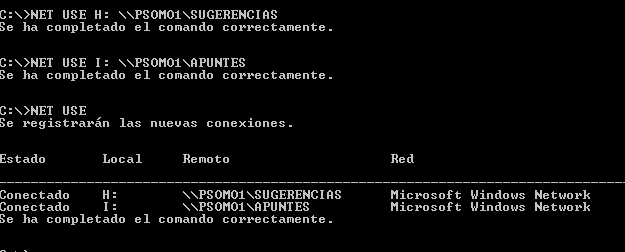 C:\>NET USE H: \\PSOMO1\SUGERENCIAS
Se ha completado el comando correctamente.
C:\>NET USE I: \\PSOMO1\APUNTES
Se ha completado el comando correctamente.
C:\>NET USE
Se registrarán las nuevas conexiones.
Estado Local Remoto Red
Conectado H: \\PSOMO1\SUGERENCIAS Microsoft Windows Network
Conectado I: \\PSOMO1\APUNTES Microsoft Windows Network
Se ha completado el comando correctamente.